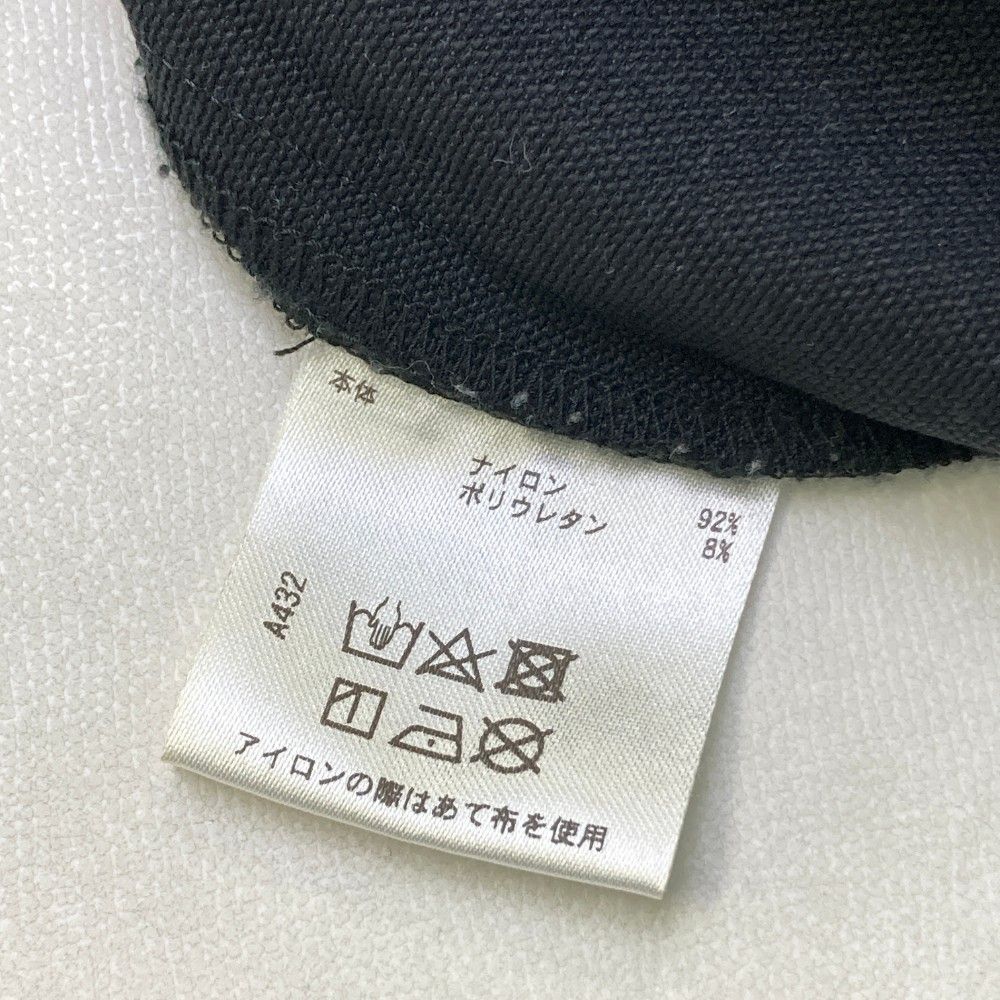 本体
ナイロン 92%
ポリウレタン 8%
A432
アイロンの際はあて布を使用